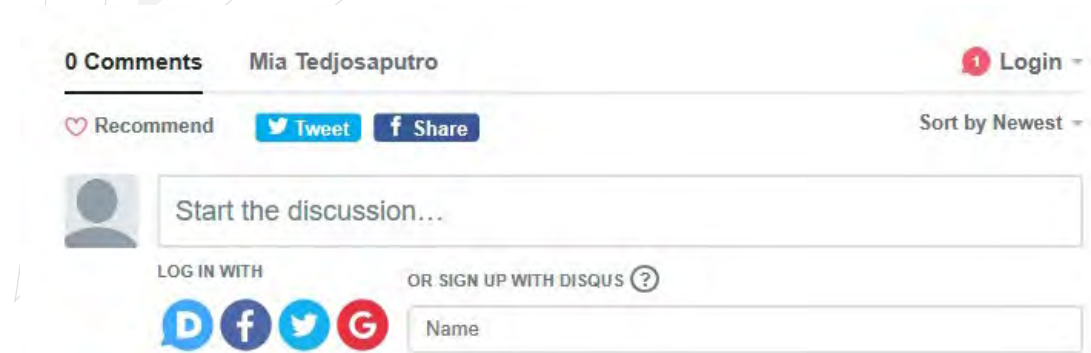 0 Comments Mia Tedjosaputro 1 Login
Recommend Tweet f Share Sort by Newest
Start the discussion...
LOG IN WITH OR SIGN UP WITH DISQUS ?
D f G Name